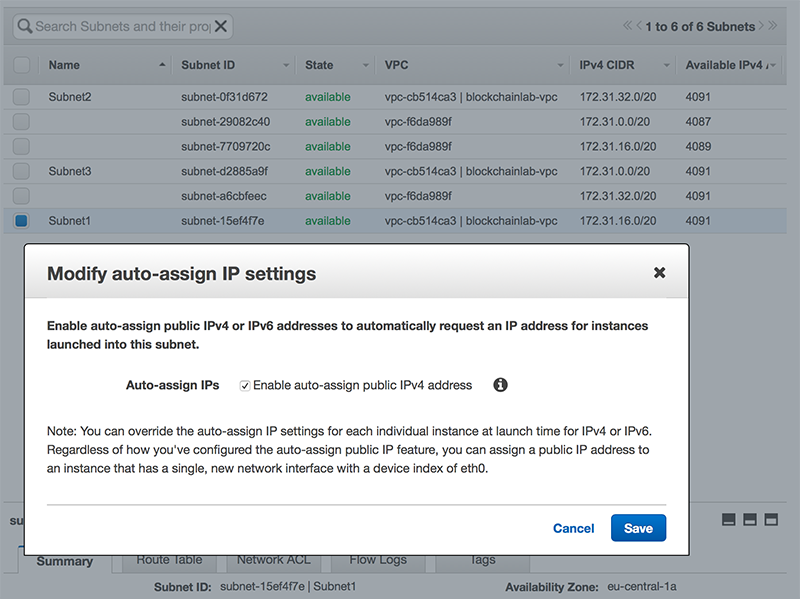 Search Subnets and their pro
1 to 6 of 6 Subnets
Name Subnet ID State VPC IPv4 CIDR Available IPv4
Subnet2 subnet-0f31d672 available vpc-cb514ca3 | blockchainlab-vpc 172.31.32.0/20 4091
subnet-29082c40 available vpc-f6da989f 172.31.0.0/20 4087
subnet-7709720c available vpc-f6da989f 172.31.16.0/20 4089
Subnet3 subnet-d2885a9f available vpc-cb514ca3 | blockchainlab-vpc 172.31.0.0/20 4091
subnet-a6cbfeec available vpc-f6da989f 172.31.32.0/20 4091
Subnet1 subnet-15ef4f7e available vpc-cb514ca3 | blockchainlab-vpc 172.31.16.0/20 4091
Modify auto-assign IP settings
Enable auto-assign public IPv4 or IPv6 addresses to automatically request an IP address for instances
launched into this subnet.
Auto-assign IPs Enable auto-assign public IPv4 address
Note: You can override the auto-assign IP settings for each individual instance at launch time for IPv4 or IPv6.
Regardless of how you've configured the auto-assign public IP feature, you can assign a public IP address to
an instance that has a single, new network interface with a device index of eth0.
Cancel Save
su
Summary Route Table Network ACL Flow Logs Tags
Subnet ID: subnet-15ef4f7e | Subnet1 Availability Zone: eu-central-1a